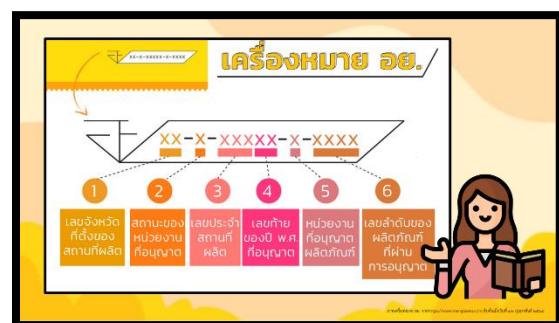 xx-x-xxxxx-x-xxxx
เครื่องหมาย อย.
xx-x-xxxxx-x-xxxx
1 2 3 4 5 6
เลขจังหวัด
ที่ตั้งของ
สถานที่ผลิต
สถานะของ
หน่วยงาน
ที่อนุญาต
เลขประจำ
สถานที่
ผลิต
เลขท้าย
ของปี พ.ศ.
ที่อนุญาต
หน่วยงาน
ที่อนุญาต
ผลิตภัณฑ์
เลขลำดับของ
ผลิตภัณฑ์
ที่ผ่าน
การอนุญาต